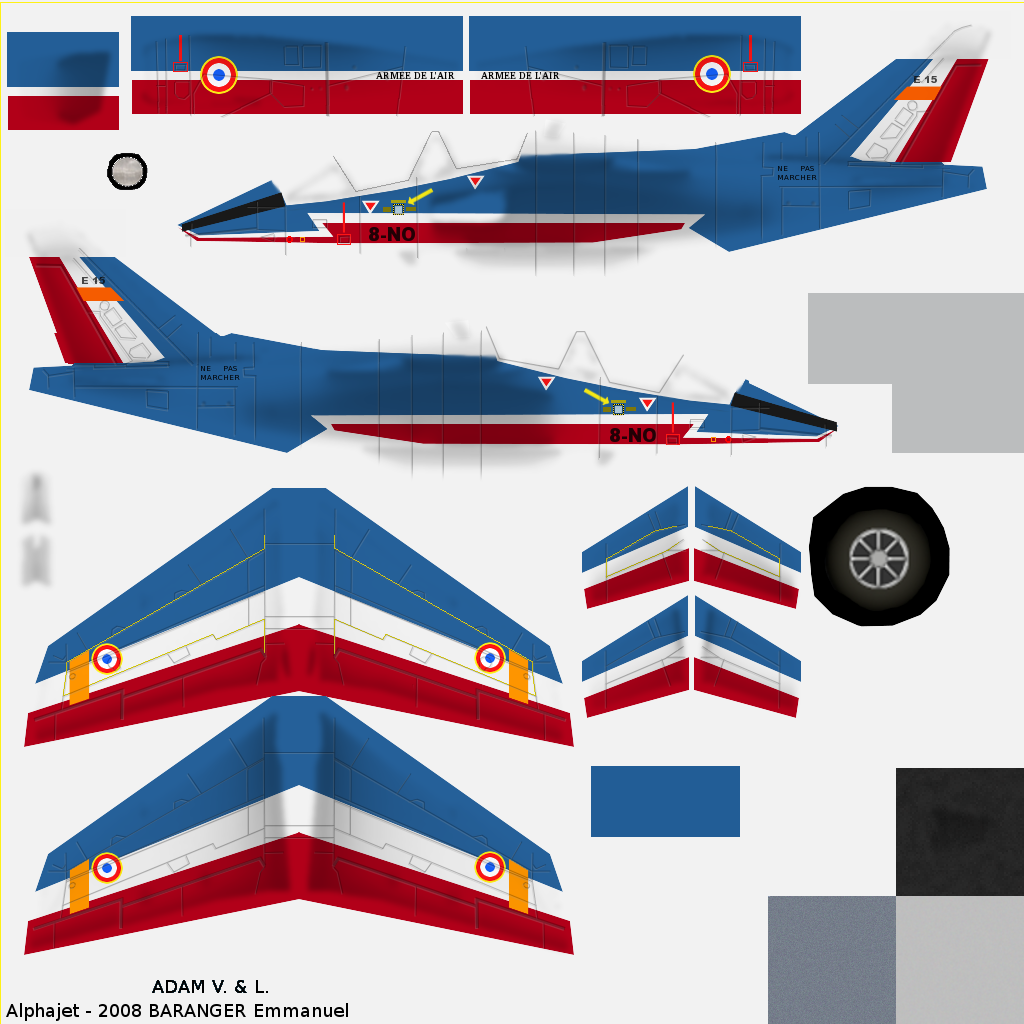 ARMEE DE L'AIR
ARMEE DE L'AIR
E 15
NE PAS
MARCHER
8-NO
E 15
NE PAS
MARCHER
8-NO
ADAM V. & L.
Alphajet - 2008 BARANGER Emmanuel